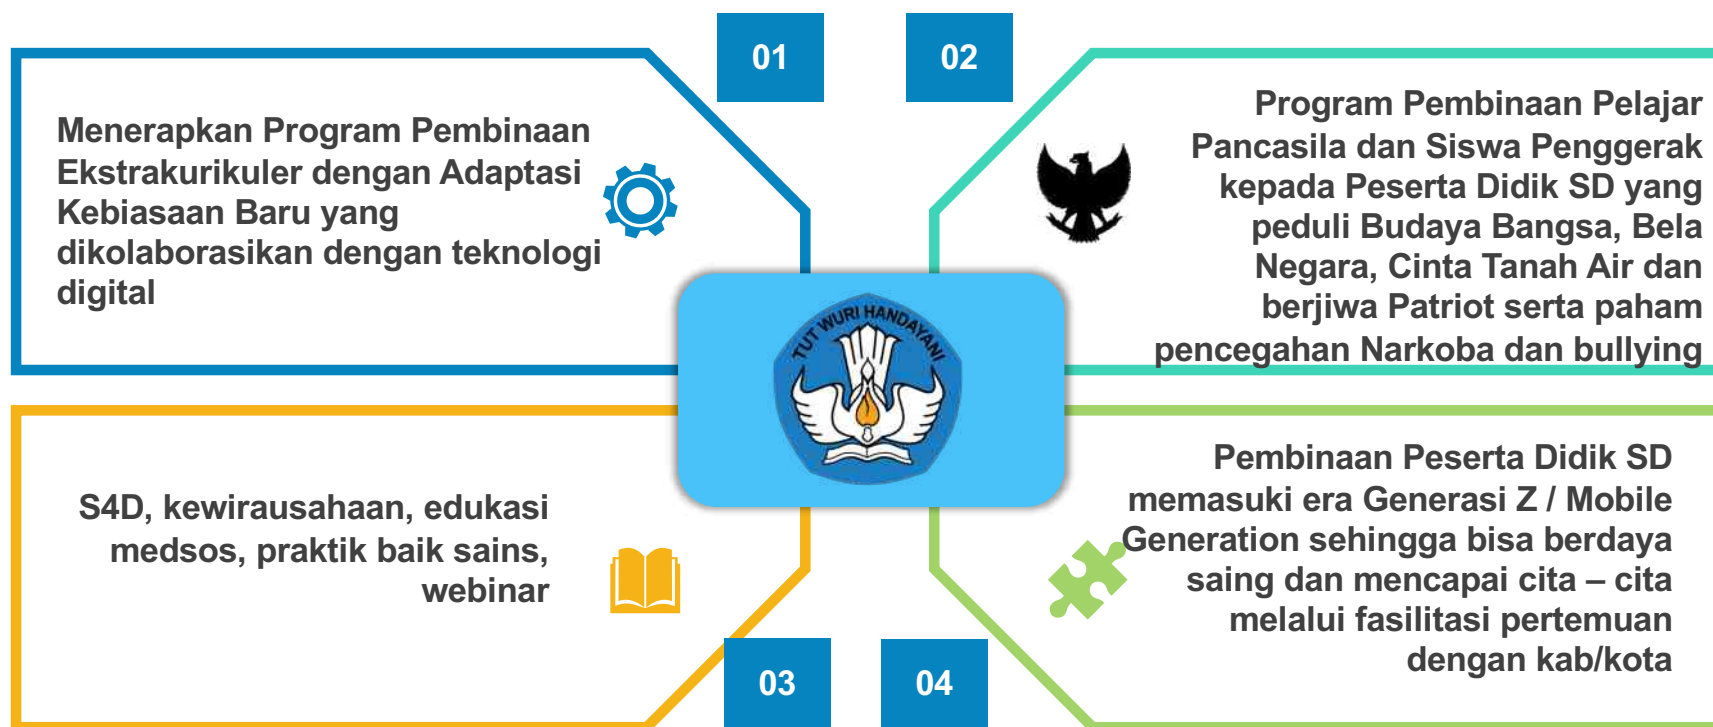 01
Menerapkan Program Pembinaan
Ekstrakurikuler dengan Adaptasi
Kebiasaan Baru yang
dikolaborasikan dengan teknologi
digital
02
Program Pembinaan Pelajar
Pancasila dan Siswa Penggerak
kepada Peserta Didik SD yang
peduli Budaya Bangsa, Bela
Negara, Cinta Tanah Air dan
berjiwa Patriot serta paham
pencegahan Narkoba dan bullying
TUT WURI HANDAYANI
S4D, kewirausahaan, edukasi
medsos, praktik baik sains,
webinar
03
Pembinaan Peserta Didik SD
memasuki era Generasi Z / Mobile
Generation sehingga bisa berdaya
saing dan mencapai cita – cita
melalui fasilitasi pertemuan
dengan kab/kota
04